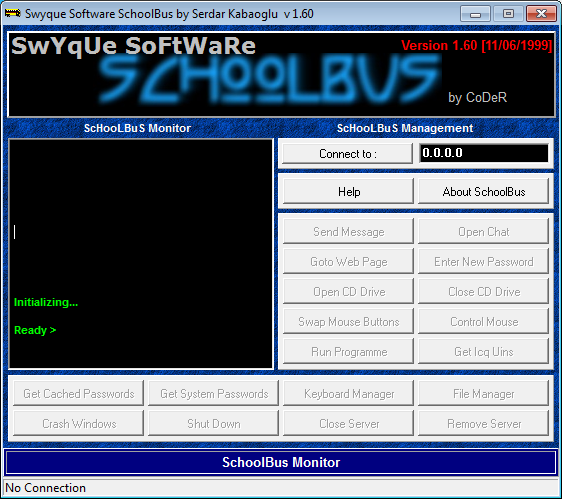 Swyque Software SchoolBus by Serdar Kabaoglu v 1.60
SwYqUe SoFtWaRe
Version 1.60 [11/06/1999]
SCHOOLBUS
by CoDeR
ScHooLBuS Monitor
ScHooLBuS Management
Connect to :
0.0.0.0
Help
About SchoolBus
Send Message
Open Chat
Goto Web Page
Enter New Password
Open CD Drive
Close CD Drive
Swap Mouse Buttons
Control Mouse
Run Programme
Get Icq Uins
Initializing...
Ready >
Get Cached Passwords
Get System Passwords
Keyboard Manager
File Manager
Crash Windows
Shut Down
Close Server
Remove Server
SchoolBus Monitor
No Connection